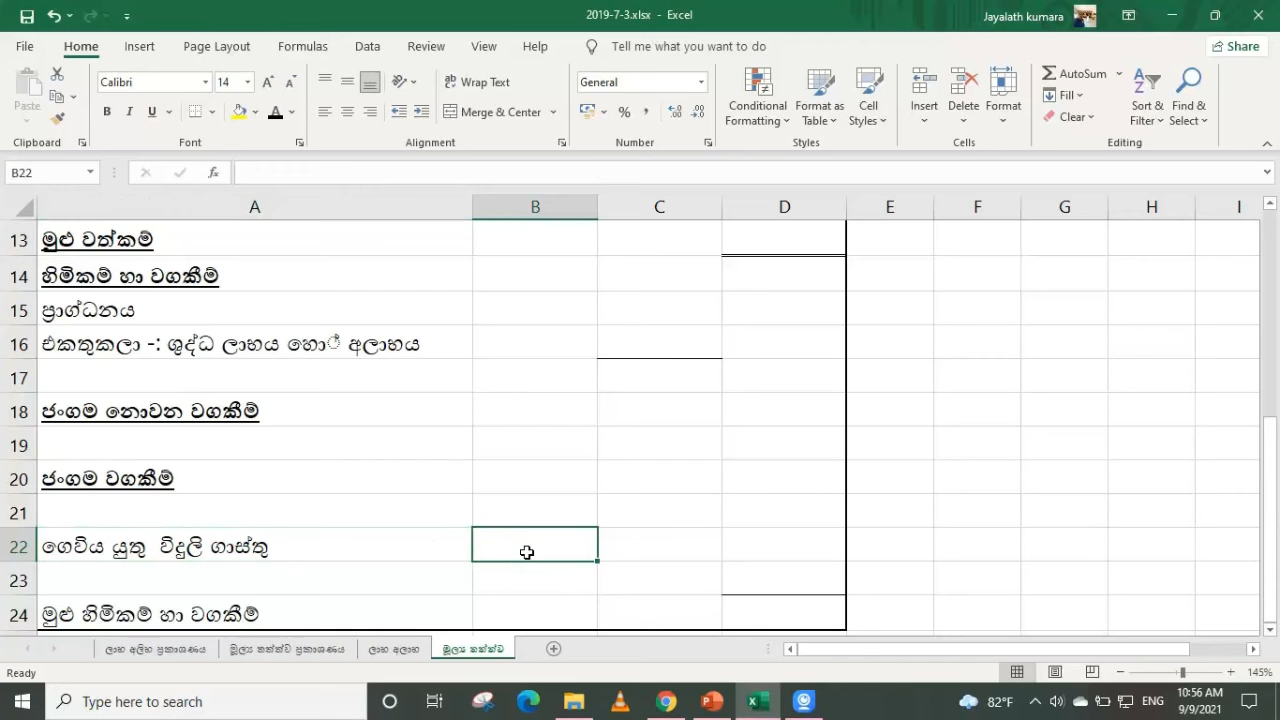 2019-7-3.xlsx - Excel
Jayalath kumara
File Home Insert Page Layout Formulas Data Review View Help Tell me what you want to do Share
Calibri 14 Wrap Text General AutoSum
Paste Conditional Formatting Format as Table Cell Styles Insert Delete Format Fill Sort & Filter Find & Select
B I U Merge & Center % , Clear
Clipboard Font Alignment Number Styles Cells Editing
B22 fx
A B C D E F G H I
13 මුළු වත්කම්
14 හිමිකම් හා වගකීම්
15 ප්‍රාග්ධනය
16 එකතුකලා -: ශුද්ධ ලාභය හෝ අලාභය
17
18 ජංගම නොවන වගකීම්
19
20 ජංගම වගකීම්
21
22 ගෙවිය යුතු විදුලි ගාස්තු
23
24 මුළු හිමිකම් හා වගකීම්
ලාභ අලාභ ප්‍රකාශණය මූල්‍ය තත්ත්ව ප්‍රකාශණය ලාභ අලාභ මූල්‍ය තත්ත්ව
Ready 145%
Type here to search 82°F ENG 10:56 AM
9/9/2021